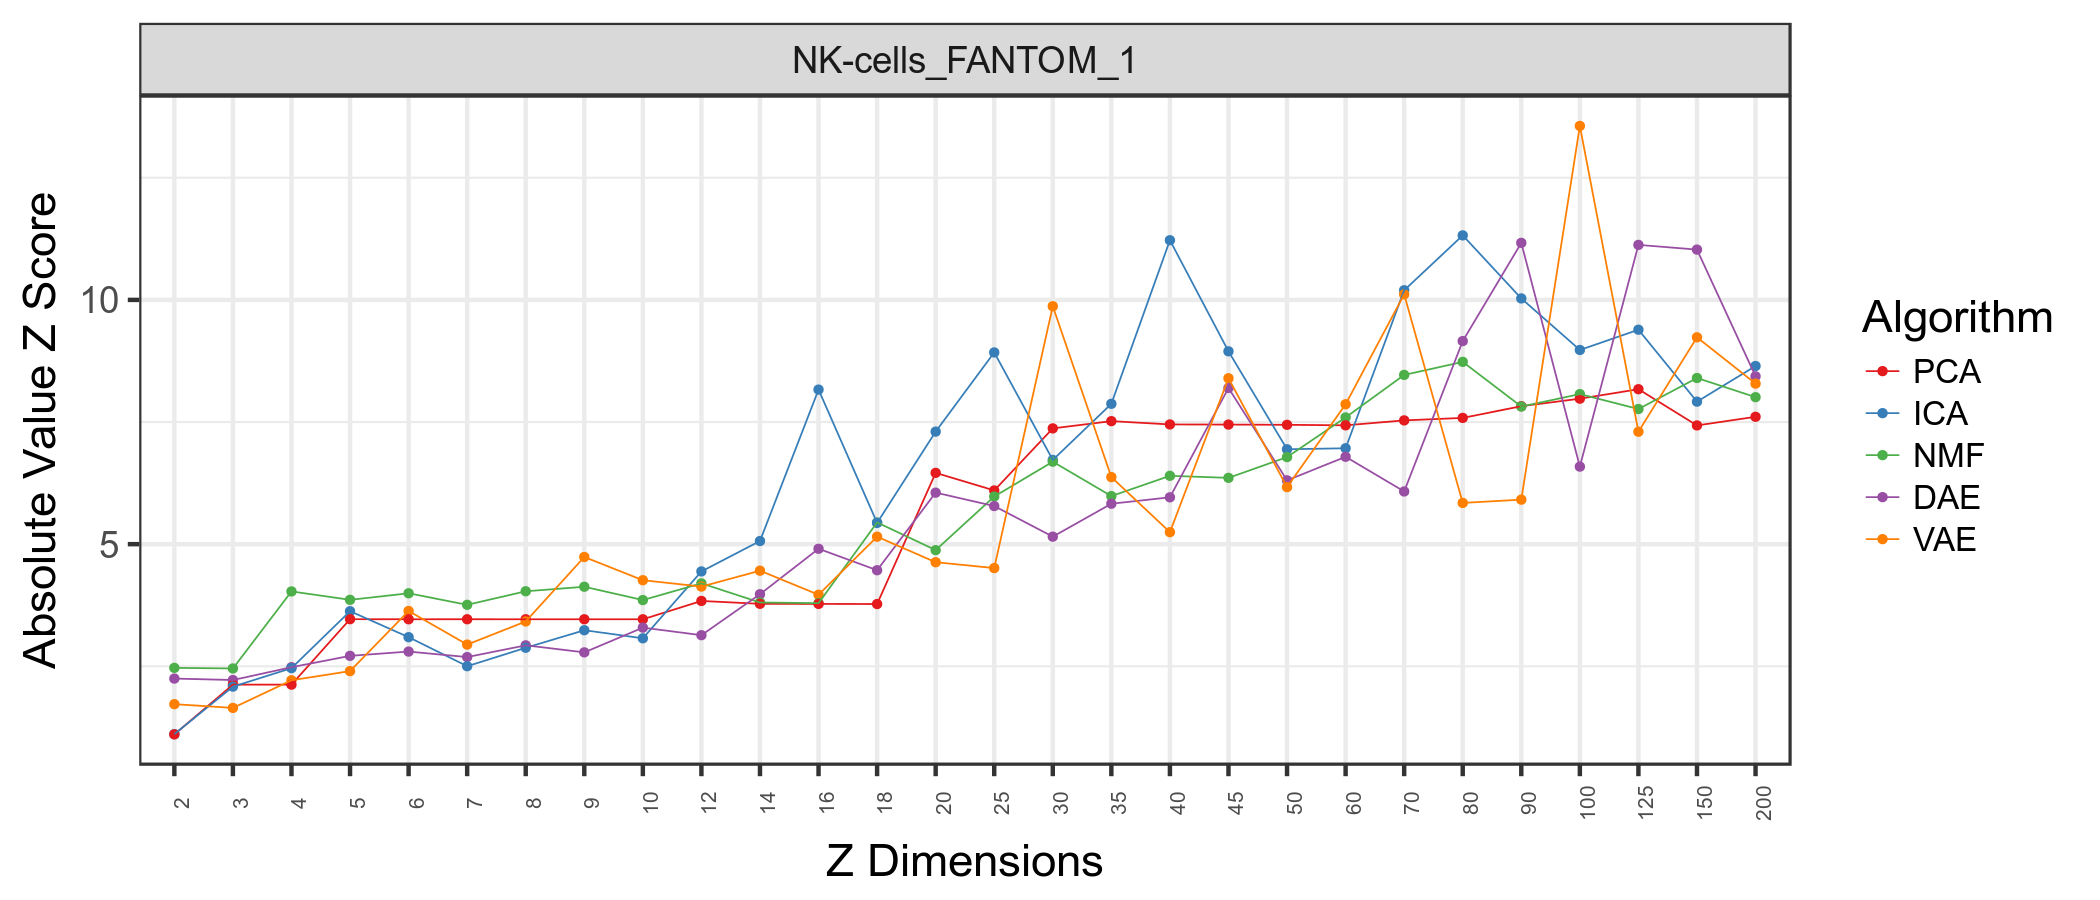 NK-cells_FANTOM_1
Absolute Value Z Score
10
5
2 3 4 5 6 7 8 9 10 12 14 16 18 20 25 30 35 40 45 50 60 70 80 90 100 125 150 200
Z Dimensions
Algorithm
PCA
ICA
NMF
DAE
VAE